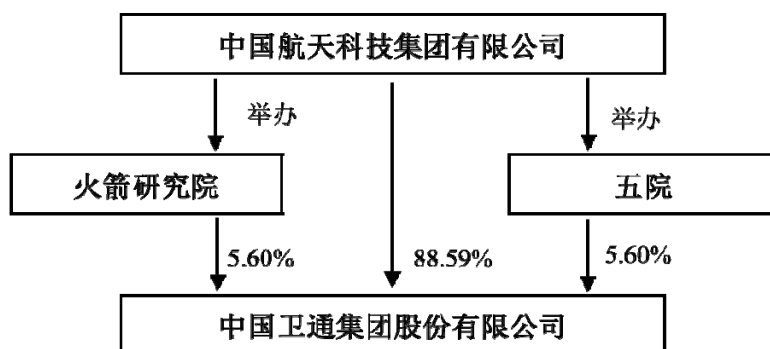 中国航天科技集团有限公司
举办
举办
火箭研究院
五院
5.60%
88.59%
5.60%
中国卫通集团股份有限公司